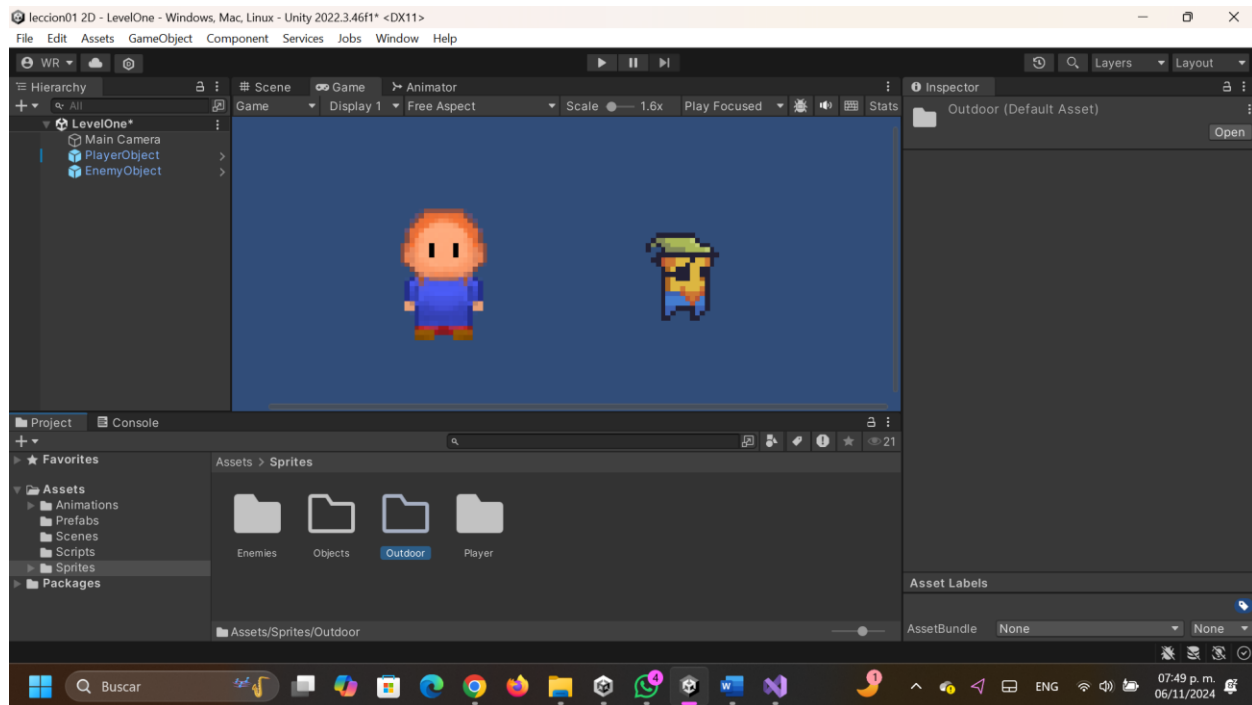 leccion01 2D - LevelOne - Windows, Mac, Linux - Unity 2022.3.46f1* <DX11>
File Edit Assets GameObject Component Services Jobs Window Help
WR Layers Layout
Hierarchy # Scene Game Animator Inspector
All Game Display 1 Free Aspect Scale 1.6x Play Focused Stats Outdoor (Default Asset)
LevelOne*
Open
Main Camera
PlayerObject
EnemyObject
Project Console
21
Favorites Assets > Sprites
Assets
Animations
Prefabs
Scenes
Scripts
Enemies Objects Outdoor Player
Sprites
Packages
Asset Labels
Assets/Sprites/Outdoor AssetBundle None None
Buscar 4 1 ENG 07:49 p. m.
06/11/2024